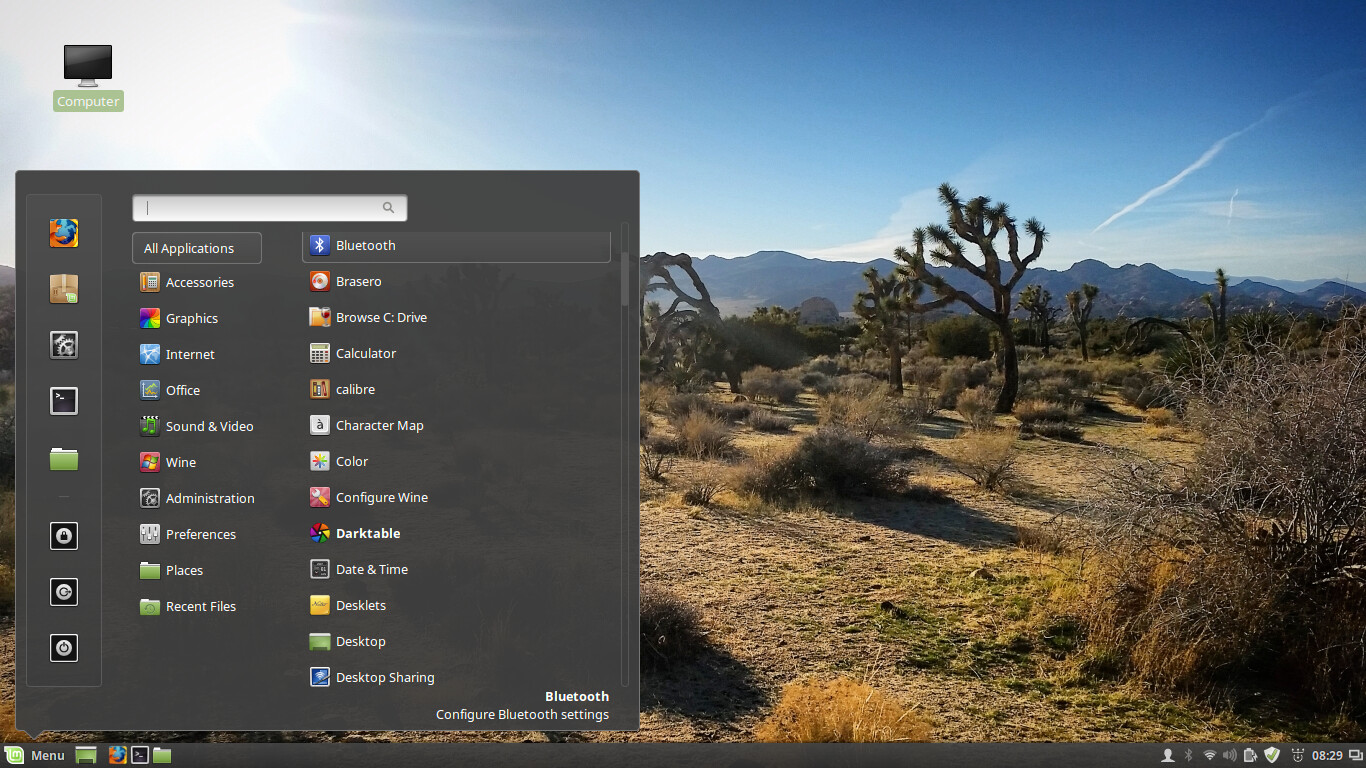 Computer
All Applications
Accessories
Graphics
Internet
Office
Sound & Video
Wine
Administration
Preferences
Places
Recent Files
Bluetooth
Brasero
Browse C: Drive
Calculator
calibre
Character Map
Color
Configure Wine
Darktable
Date & Time
Desklets
Desktop
Desktop Sharing
Bluetooth
Configure Bluetooth settings
Menu
08:29